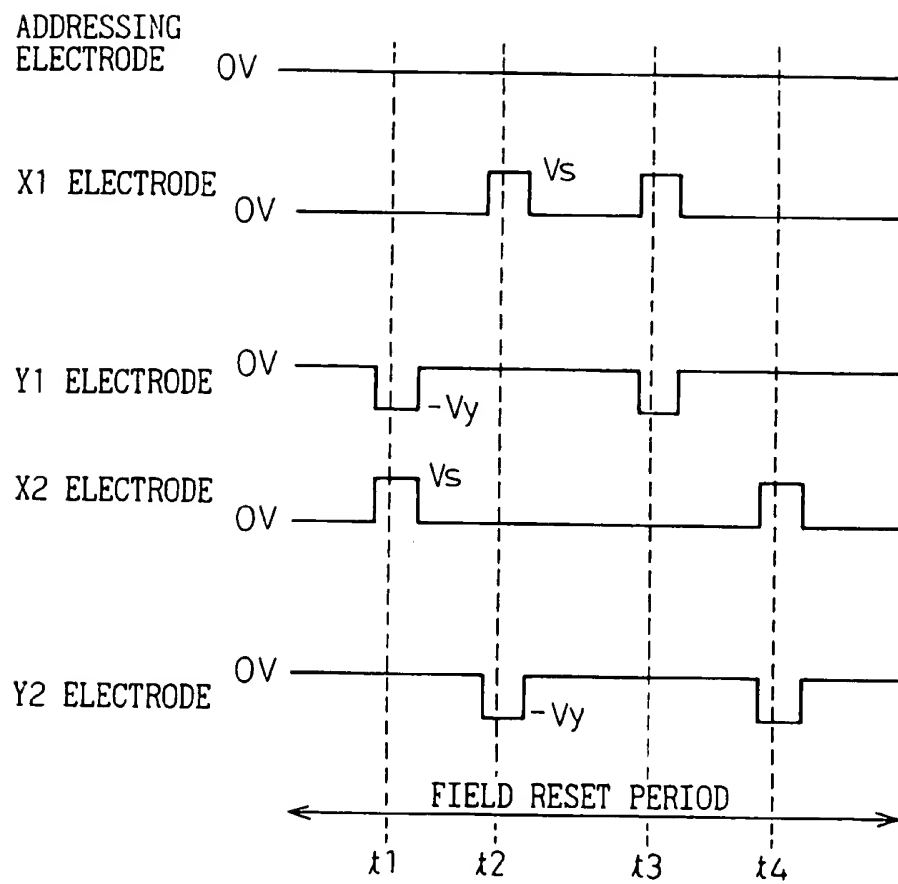 ADDRESSING
ELECTRODE 0V
X1 ELECTRODE 0V Vs
Y1 ELECTRODE 0V -Vy
X2 ELECTRODE 0V Vs
Y2 ELECTRODE 0V -Vy
FIELD RESET PERIOD
t1 t2 t3 t4